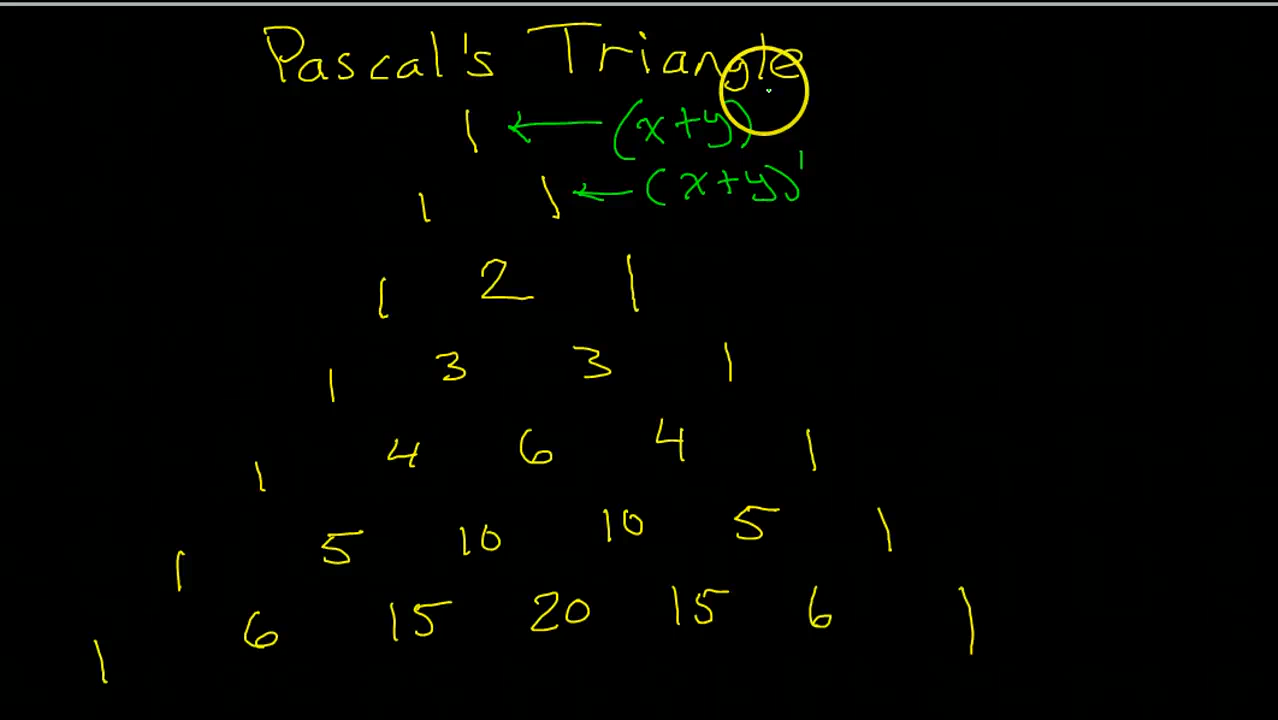 Pascal's Triangle
1 ← (x+y)
1 1 ← (x+y)¹
1 2 1
1 3 3 1
1 4 6 4 1
1 5 10 10 5 1
1 6 15 20 15 6 1